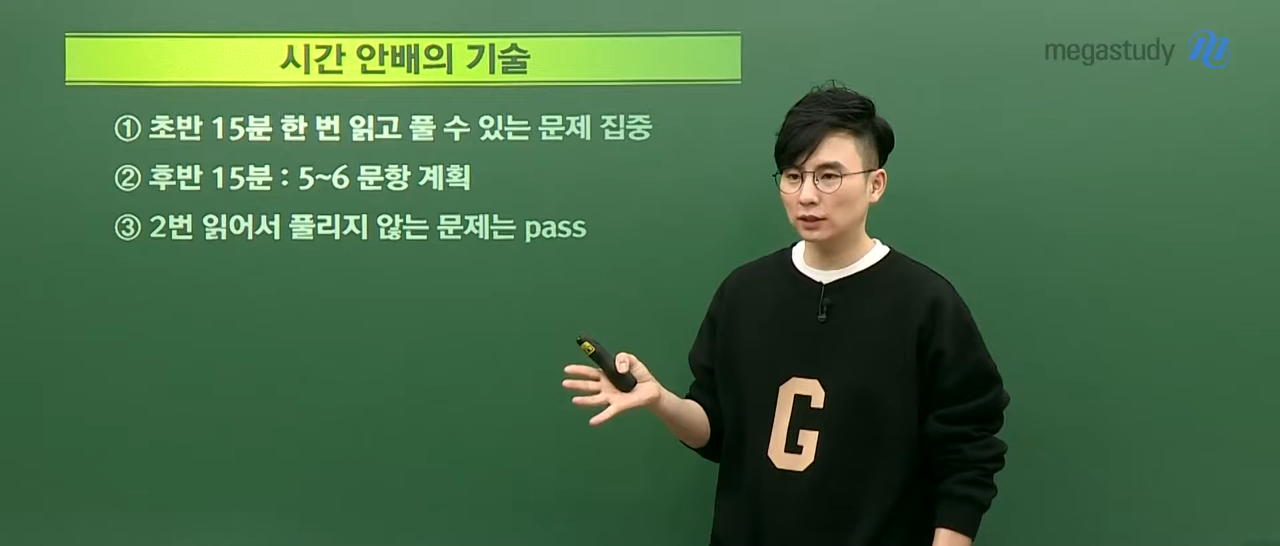 시간 안배의 기술
megastudy
① 초반 15분 한 번 읽고 풀 수 있는 문제 집중
② 후반 15분 : 5~6 문항 계획
③ 2번 읽어서 풀리지 않는 문제는 pass
G